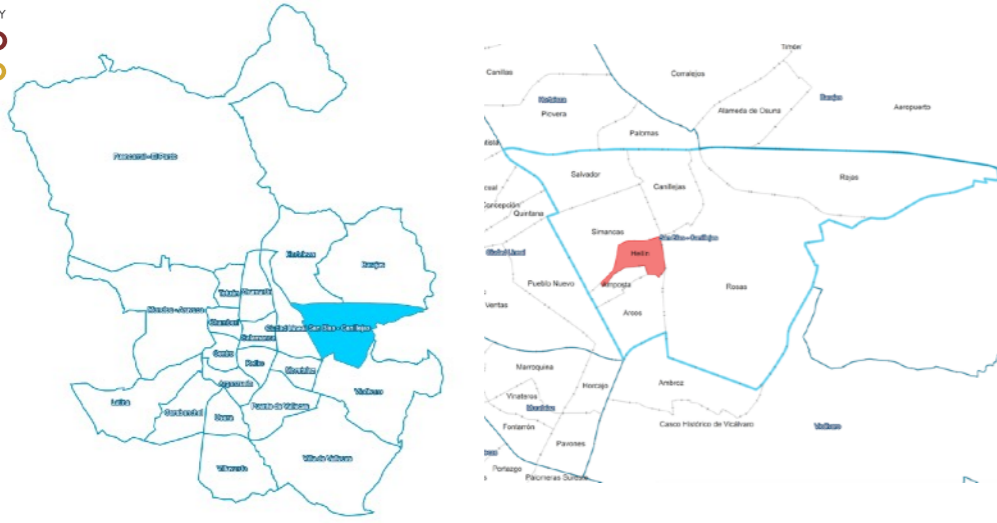 Y
Fuencarral - El Pardo
Hortaleza
Barajas
Tetuán
Chamartín
Moncloa - Aravaca
Chamberí
Ciudad Lineal
San Blas - Canillejas
Salamanca
Centro
Retiro
Moratalaz
Arganzuela
Vicálvaro
Latina
Carabanchel
Usera
Puente de Vallecas
Villa de Vallecas
Villaverde
Timón
Canillas
Corralejos
Hortaleza
Barajas
Piovera
Alameda de Osuna
Aeropuerto
Palomas
Salvador
Canillejas
Rejas
Concepción
Quintana
Simancas
San Blas - Canillejas
Ciudad Lineal
Hellín
Pueblo Nuevo
Amposta
Rosas
Ventas
Arcos
Marroquina
Horcajo
Ambroz
Vinateros
Moratalaz
Fontarrón
Casco Histórico de Vicálvaro
Vicálvaro
Pavones
Portazgo
Palomeras Sureste